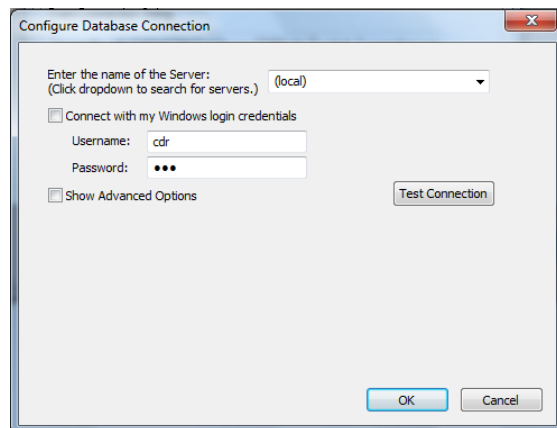 Configure Database Connection
Enter the name of the Server:
(Click dropdown to search for servers.)
(local)
Connect with my Windows login credentials
Username:
cdr
Password:
●●●
Show Advanced Options
Test Connection
OK
Cancel